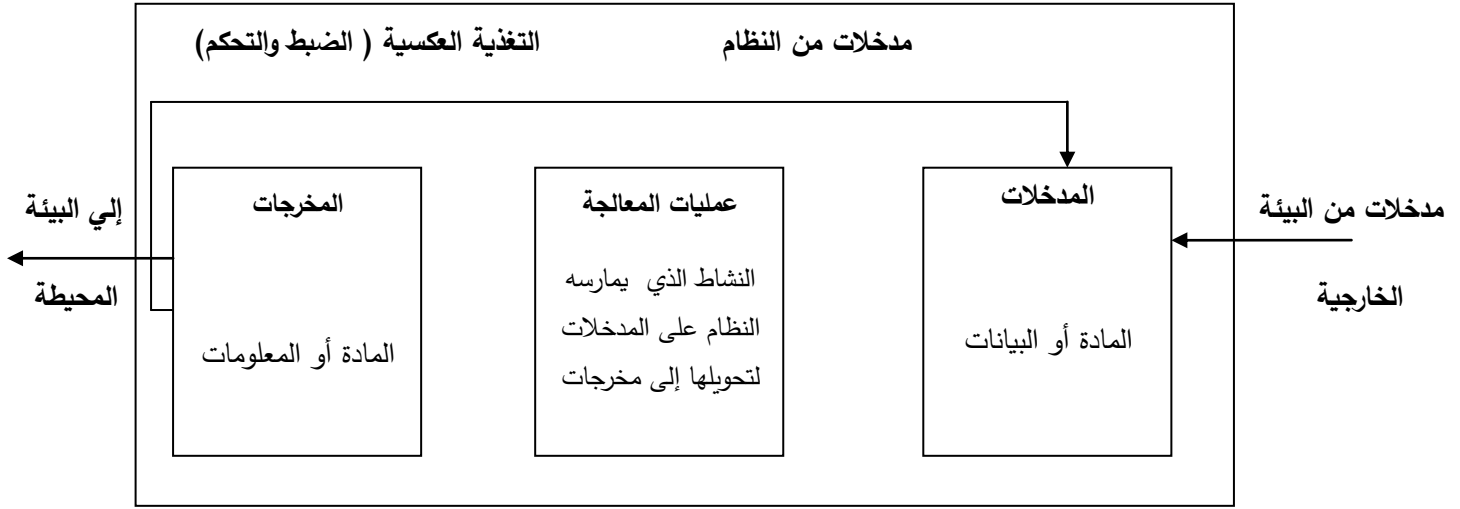 مدخلات من النظام
التغذية العكسية ( الضبط والتحكم)
مدخلات من البيئة
الخارجية
المدخلات
المادة أو البيانات
عمليات المعالجة
النشاط الذي يمارسه
النظام على المدخلات
لتحويلها إلى مخرجات
المخرجات
المادة أو المعلومات
إلي البيئة
المحيطة